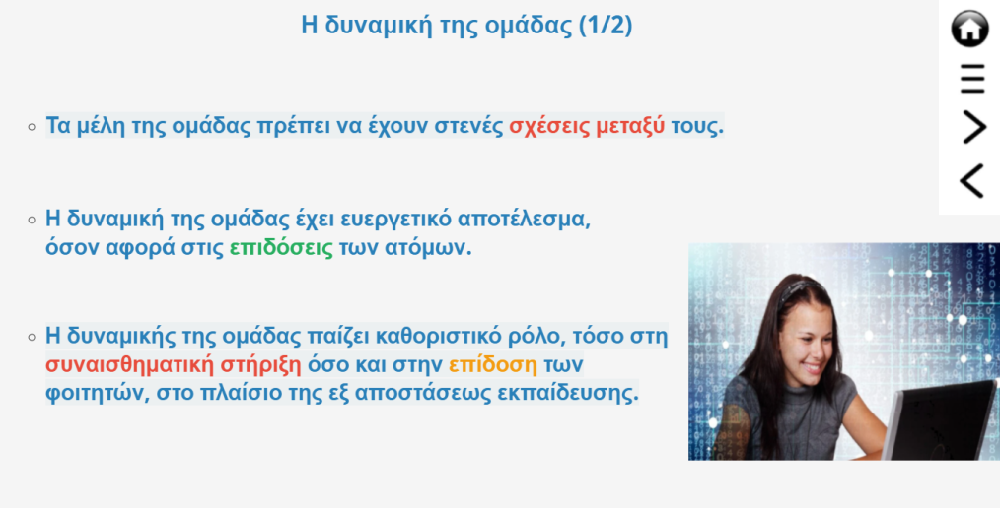 Η δυναμική της ομάδας (1/2)
Τα μέλη της ομάδας πρέπει να έχουν στενές σχέσεις μεταξύ τους.
Η δυναμική της ομάδας έχει ευεργετικό αποτέλεσμα,
όσον αφορά στις επιδόσεις των ατόμων.
Η δυναμικής της ομάδας παίζει καθοριστικό ρόλο, τόσο στη
συναισθηματική στήριξη όσο και στην επίδοση των
φοιτητών, στο πλαίσιο της εξ αποστάσεως εκπαίδευσης.